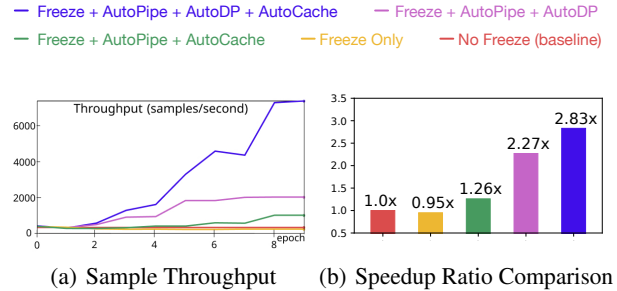 Freeze + AutoPipe + AutoDP + AutoCache
Freeze + AutoPipe + AutoDP
Freeze + AutoPipe + AutoCache
Freeze Only
No Freeze (baseline)
Throughput (samples/second)
6000
4000
2000
0
0 2 4 6 8
epoch
(a) Sample Throughput
3.5
3.0
2.5
2.0
1.5
1.0
0.5
1.0x
0.95x
1.26x
2.27x
2.83x
(b) Speedup Ratio Comparison